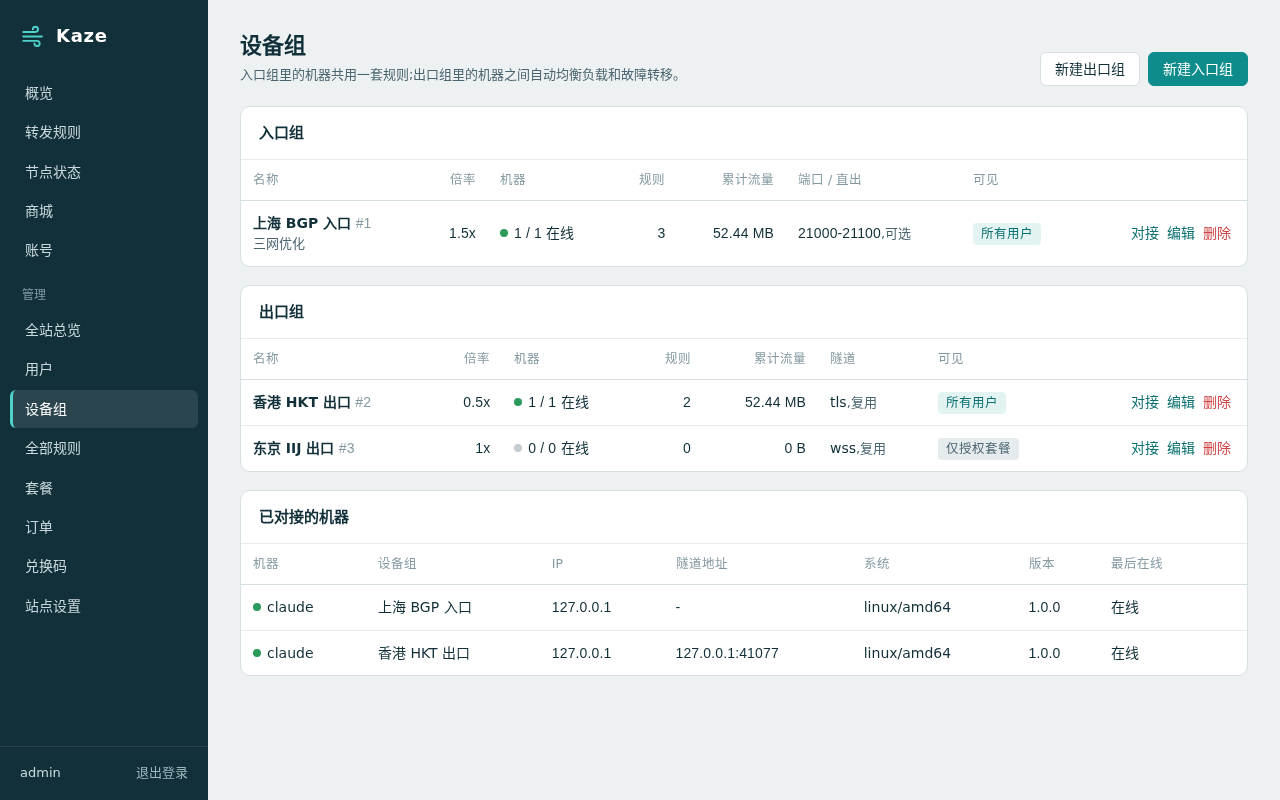 Kaze
概览
转发规则
节点状态
商城
账号
管理
全站总览
用户
设备组
全部规则
套餐
订单
兑换码
站点设置
admin 退出登录
设备组
入口组里的机器共用一套规则;出口组里的机器之间自动均衡负载和故障转移。
新建出口组 新建入口组
入口组
名称 倍率 机器 规则 累计流量 端口 / 直出 可见
上海 BGP 入口 #1 1.5x 1 / 1 在线 3 52.44 MB 21000-21100,可选 所有用户 对接 编辑 删除
三网优化
出口组
名称 倍率 机器 规则 累计流量 隧道 可见
香港 HKT 出口 #2 0.5x 1 / 1 在线 2 52.44 MB tls,复用 所有用户 对接 编辑 删除
东京 IIJ 出口 #3 1x 0 / 0 在线 0 0 B wss,复用 仅授权套餐 对接 编辑 删除
已对接的机器
机器 设备组 IP 隧道地址 系统 版本 最后在线
claude 上海 BGP 入口 127.0.0.1 - linux/amd64 1.0.0 在线
claude 香港 HKT 出口 127.0.0.1 127.0.0.1:41077 linux/amd64 1.0.0 在线